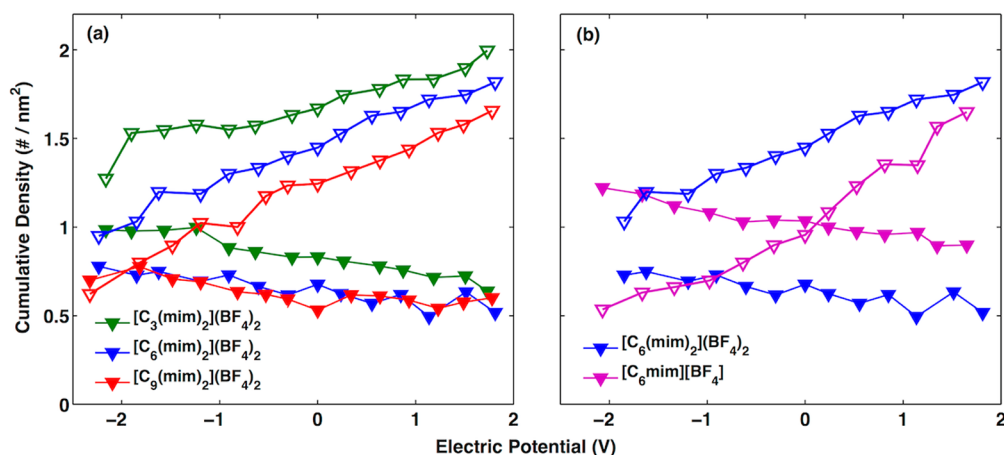 (a)
(b)
Cumulative Density (# / nm²)
2
1.5
1
0.5
0
[C₃(mim)₂](BF₄)₂
[C₆(mim)₂](BF₄)₂
[C₉(mim)₂](BF₄)₂
[C₆(mim)₂](BF₄)₂
[C₆mim][BF₄]
−2 −1 0 1 2
−2 −1 0 1 2
Electric Potential (V)